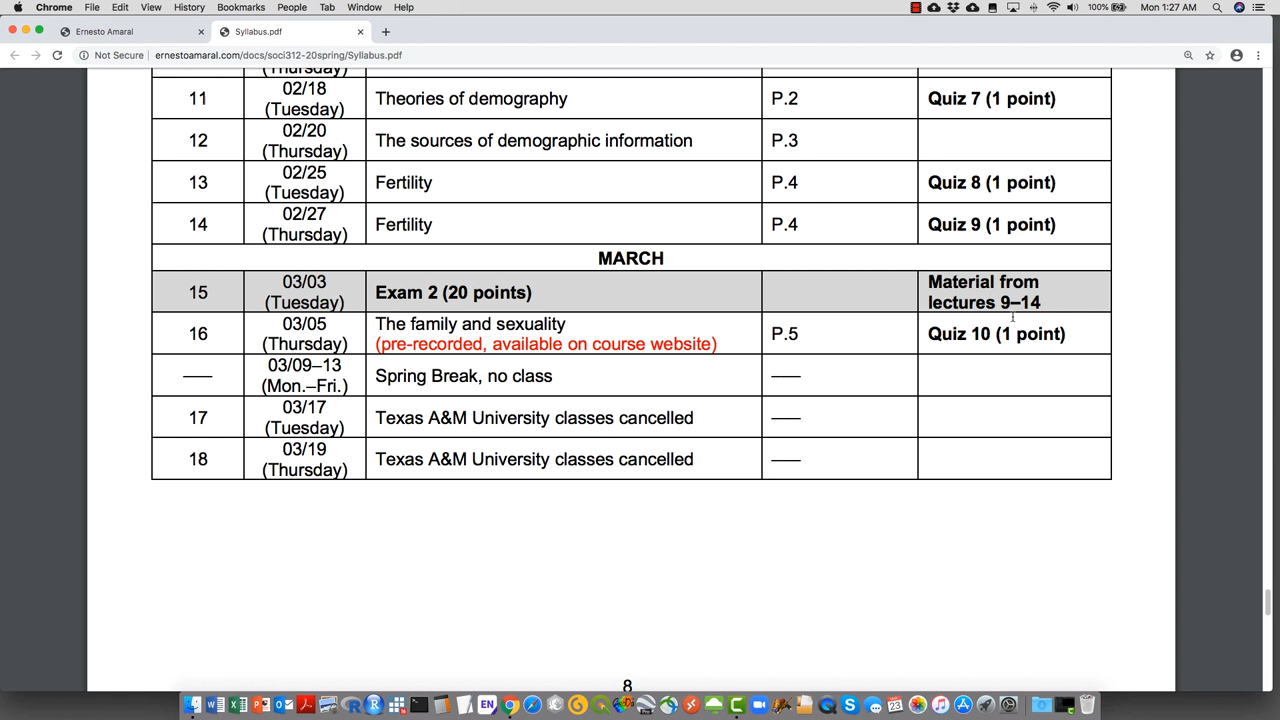 Chrome File Edit View History Bookmarks People Tab Window Help 100% Mon 1:27 AM
Ernesto Amaral Syllabus.pdf
Not Secure ernestoamaral.com/docs/soci312-20spring/Syllabus.pdf
(Thursday)
11 02/18 (Tuesday) Theories of demography P.2 Quiz 7 (1 point)
12 02/20 (Thursday) The sources of demographic information P.3
13 02/25 (Tuesday) Fertility P.4 Quiz 8 (1 point)
14 02/27 (Thursday) Fertility P.4 Quiz 9 (1 point)
MARCH
15 03/03 (Tuesday) Exam 2 (20 points) Material from lectures 9–14
16 03/05 (Thursday) The family and sexuality (pre-recorded, available on course website) P.5 Quiz 10 (1 point)
—— 03/09–13 (Mon.–Fri.) Spring Break, no class ——
17 03/17 (Tuesday) Texas A&M University classes cancelled ——
18 03/19 (Thursday) Texas A&M University classes cancelled ——
8
EN